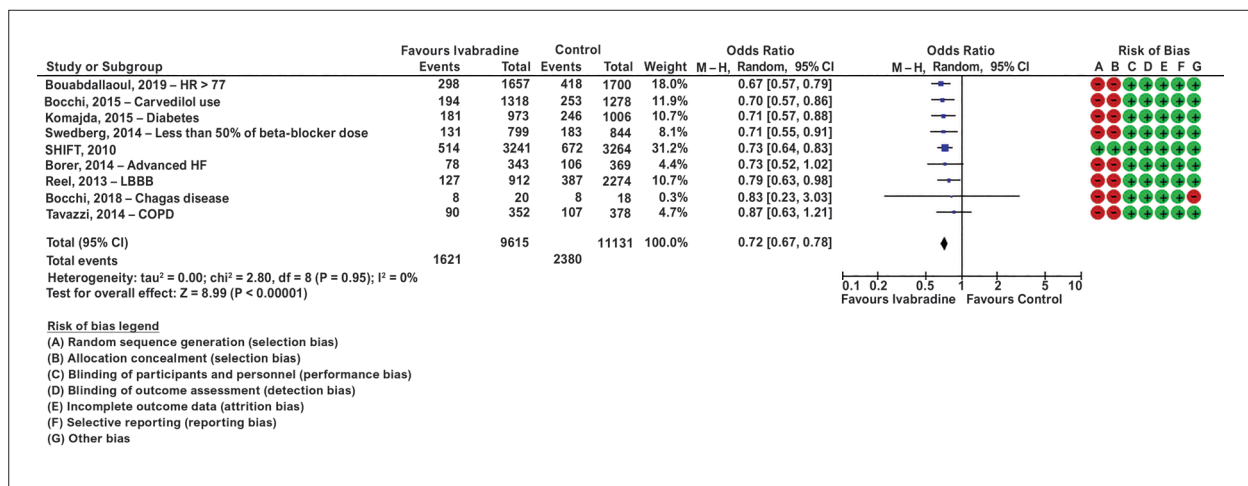 Favours Ivabradine Control Odds Ratio Odds Ratio Risk of Bias
Study or Subgroup Events Total Events Total Weight M – H, Random, 95% CI M – H, Random, 95% CI A B C D E F G
Bouabdallaoul, 2019 – HR > 77 298 1657 418 1700 18.0% 0.67 [0.57, 0.79] - - + + + + +
Bocchi, 2015 – Carvedilol use 194 1318 253 1278 11.9% 0.70 [0.57, 0.86] - - + + + + +
Komajda, 2015 – Diabetes 181 973 246 1006 10.7% 0.71 [0.57, 0.88] - - + + + + +
Swedberg, 2014 – Less than 50% of beta-blocker dose 131 799 183 844 8.1% 0.71 [0.55, 0.91] - - + + + + +
SHIFT, 2010 514 3241 672 3264 31.2% 0.73 [0.64, 0.83] + + + + + + +
Borer, 2014 – Advanced HF 78 343 106 369 4.4% 0.73 [0.52, 1.02] - - + + + + +
Reel, 2013 – LBBB 127 912 387 2274 10.7% 0.79 [0.63, 0.98] - - + + + + +
Bocchi, 2018 – Chagas disease 8 20 8 18 0.3% 0.83 [0.23, 3.03] - - + + + + -
Tavazzi, 2014 – COPD 90 352 107 378 4.7% 0.87 [0.63, 1.21] - - + + + + +
Total (95% CI) 9615 11131 100.0% 0.72 [0.67, 0.78]
Total events 1621 2380
Heterogeneity: tau² = 0.00; chi² = 2.80, df = 8 (P = 0.95); I² = 0%
Test for overall effect: Z = 8.99 (P < 0.00001)
0.1 0.2 0.5 1 2 5 10
Favours Ivabradine Favours Control
Risk of bias legend
(A) Random sequence generation (selection bias)
(B) Allocation concealment (selection bias)
(C) Blinding of participants and personnel (performance bias)
(D) Blinding of outcome assessment (detection bias)
(E) Incomplete outcome data (attrition bias)
(F) Selective reporting (reporting bias)
(G) Other bias